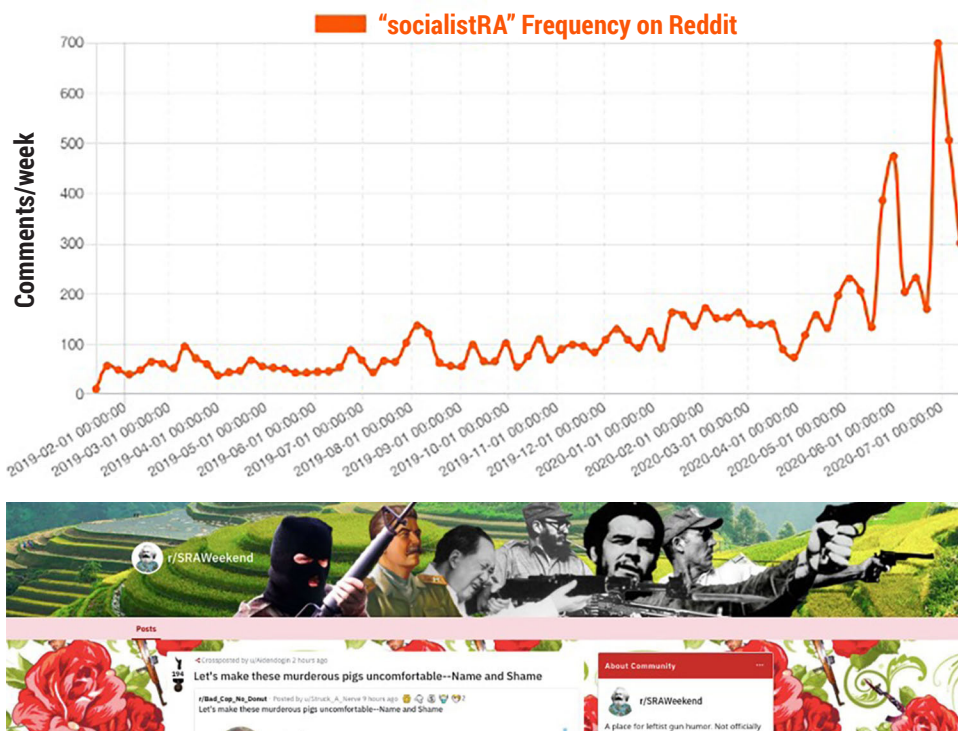 “socialistRA” Frequency on Reddit
Comments/week
700
600
500
400
300
200
100
0
2019-02-01 00:00:00
2019-03-01 00:00:00
2019-04-01 00:00:00
2019-05-01 00:00:00
2019-06-01 00:00:00
2019-07-01 00:00:00
2019-08-01 00:00:00
2019-09-01 00:00:00
2019-10-01 00:00:00
2019-11-01 00:00:00
2019-12-01 00:00:00
2020-01-01 00:00:00
2020-02-01 00:00:00
2020-03-01 00:00:00
2020-04-01 00:00:00
2020-05-01 00:00:00
2020-06-01 00:00:00
2020-07-01 00:00:00
r/SRAWeekend
Posts
194
Crossposted by u/Aidendogin 2 hours ago
Let's make these murderous pigs uncomfortable--Name and Shame
r/Bad_Cop_No_Donut · Posted by u/Struck_A_Nerve 9 hours ago 2
Let's make these murderous pigs uncomfortable--Name and Shame
About Community
r/SRAWeekend
A place for leftist gun humor. Not officially